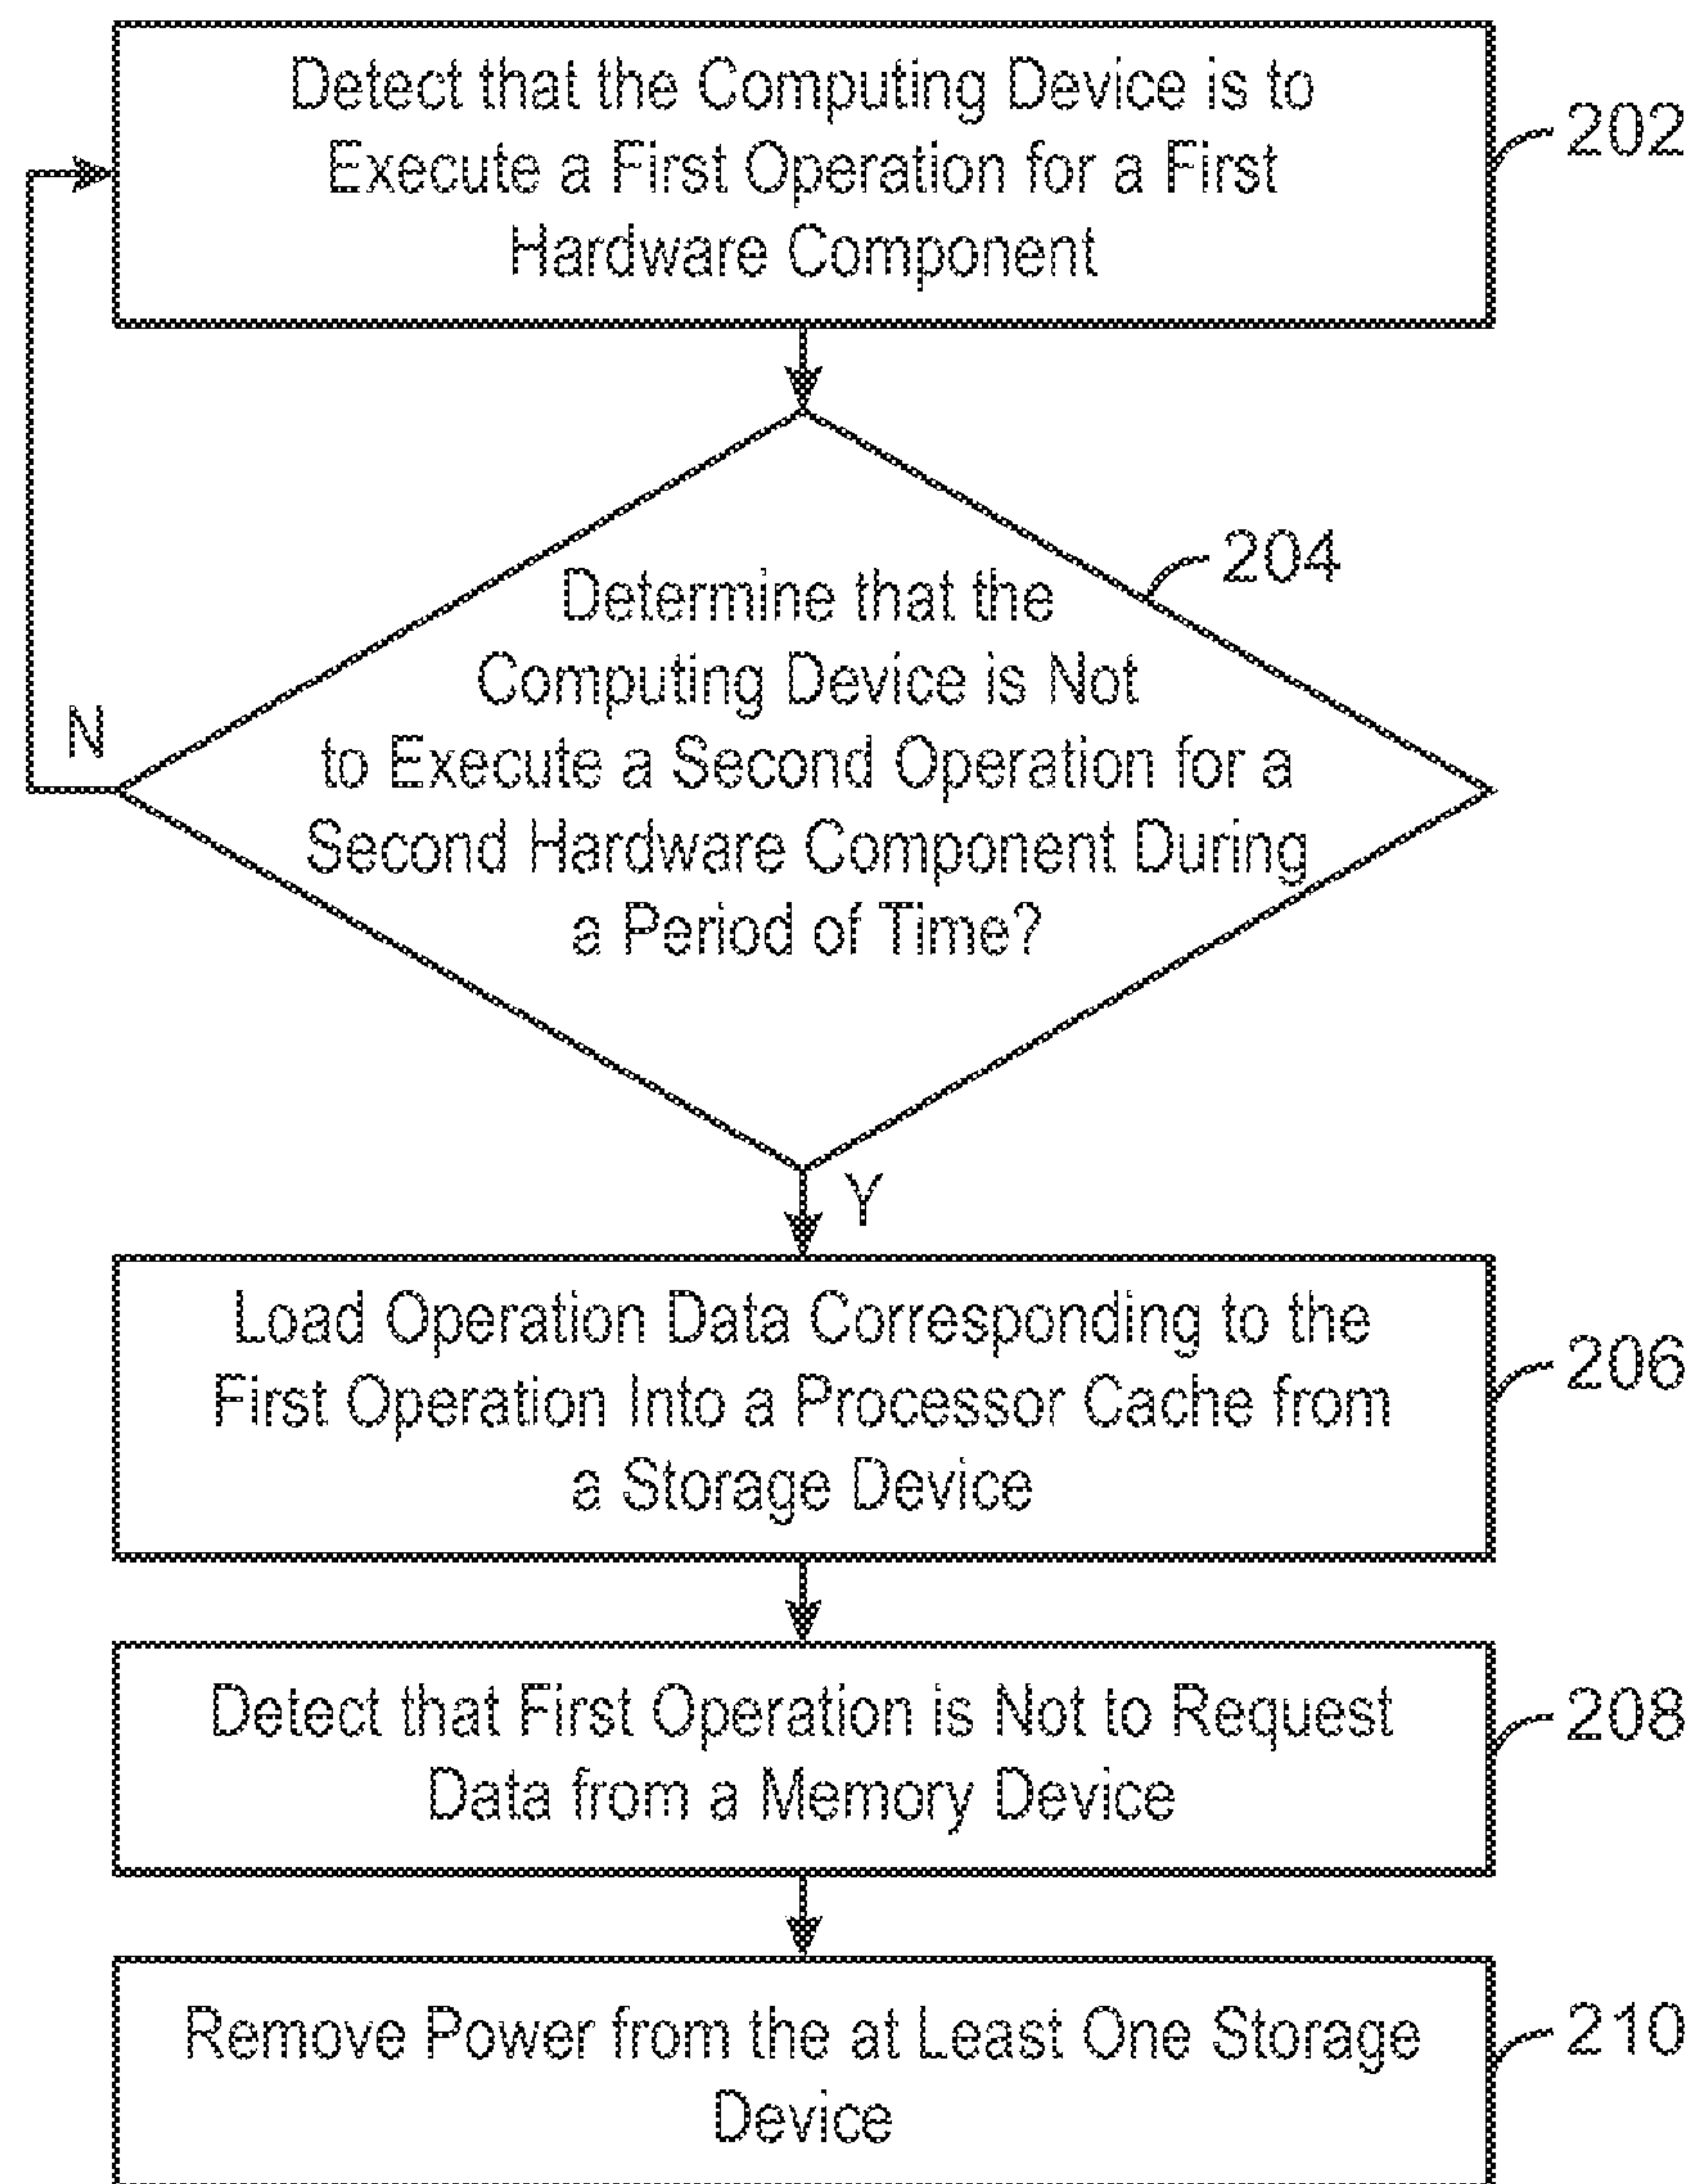 Detect that the Computing Device is to
Execute a First Operation for a First
Hardware Component
202
204
Determine that the
Computing Device is Not
to Execute a Second Operation for a
Second Hardware Component During
a Period of Time?
N
Y
Load Operation Data Corresponding to the
First Operation Into a Processor Cache from
a Storage Device
206
Detect that First Operation is Not to Request
Data from a Memory Device
208
Remove Power from the at Least One Storage
Device
210